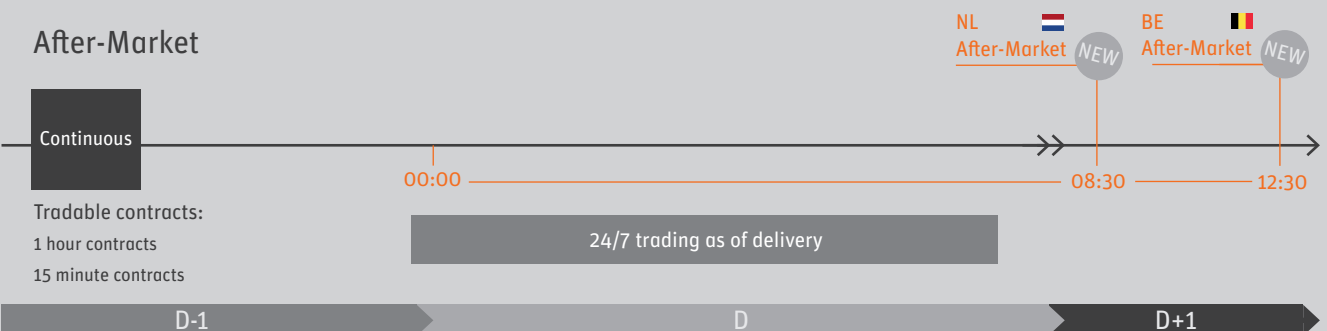 After-Market
NL
After-Market
NEW
BE
After-Market
NEW
Continuous
00:00
08:30
12:30
Tradable contracts:
1 hour contracts
15 minute contracts
24/7 trading as of delivery
D-1
D
D+1